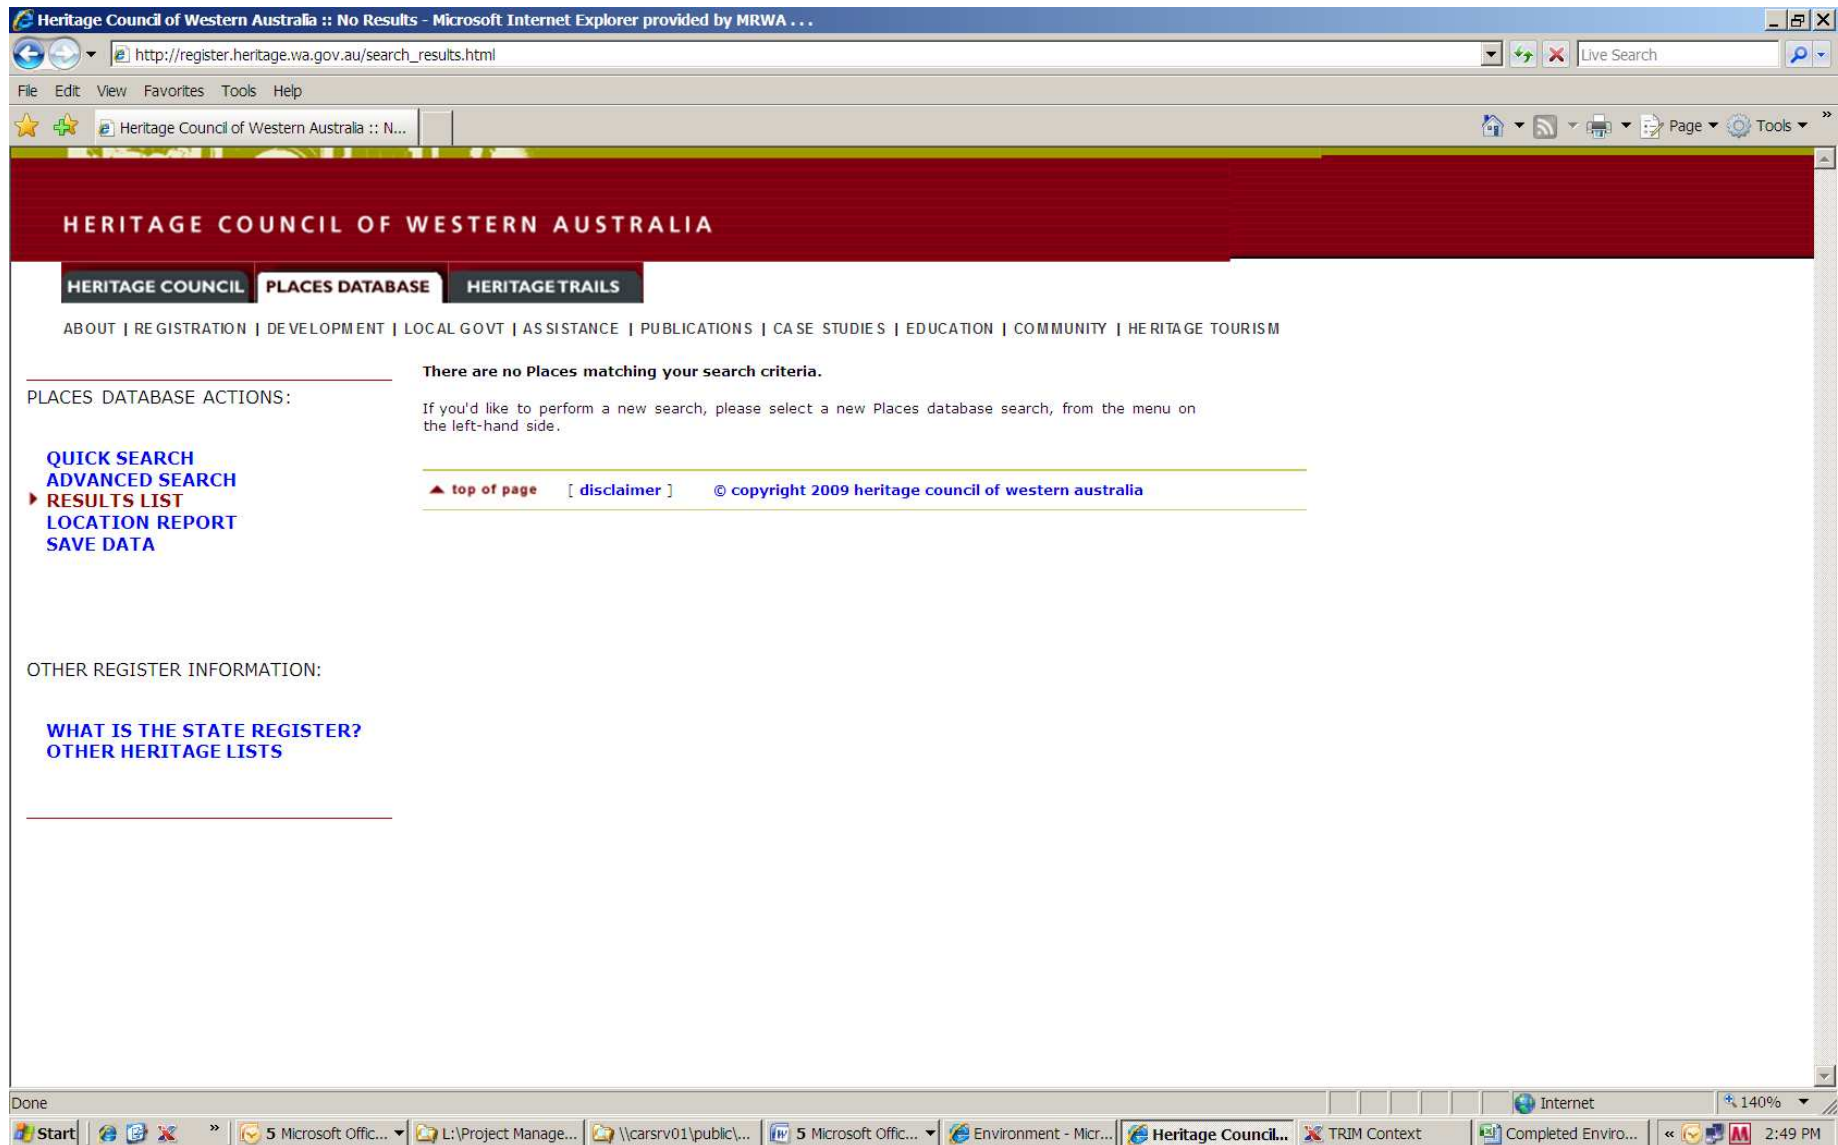 Heritage Council of Western Australia :: No Results - Microsoft Internet Explorer provided by MRWA . . .
http://register.heritage.wa.gov.au/search_results.html
Live Search
File Edit View Favorites Tools Help
Heritage Council of Western Australia :: N...
Page Tools »
HERITAGE COUNCIL OF WESTERN AUSTRALIA
HERITAGE COUNCIL PLACES DATABASE HERITAGE TRAILS
ABOUT | REGISTRATION | DEVELOPMENT | LOCAL GOVT | ASSISTANCE | PUBLICATIONS | CASE STUDIES | EDUCATION | COMMUNITY | HERITAGE TOURISM
There are no Places matching your search criteria.
If you'd like to perform a new search, please select a new Places database search, from the menu on
the left-hand side.
PLACES DATABASE ACTIONS:
QUICK SEARCH
ADVANCED SEARCH
RESULTS LIST
LOCATION REPORT
SAVE DATA
top of page [ disclaimer ] © copyright 2009 heritage council of western australia
OTHER REGISTER INFORMATION:
WHAT IS THE STATE REGISTER?
OTHER HERITAGE LISTS
Done Internet 140%
Start » 5 Microsoft Offic... L:\Project Manage... \\carsrv01\public\... 5 Microsoft Offic... Environment - Micr... Heritage Council... TRIM Context Completed Enviro... « 2:49 PM